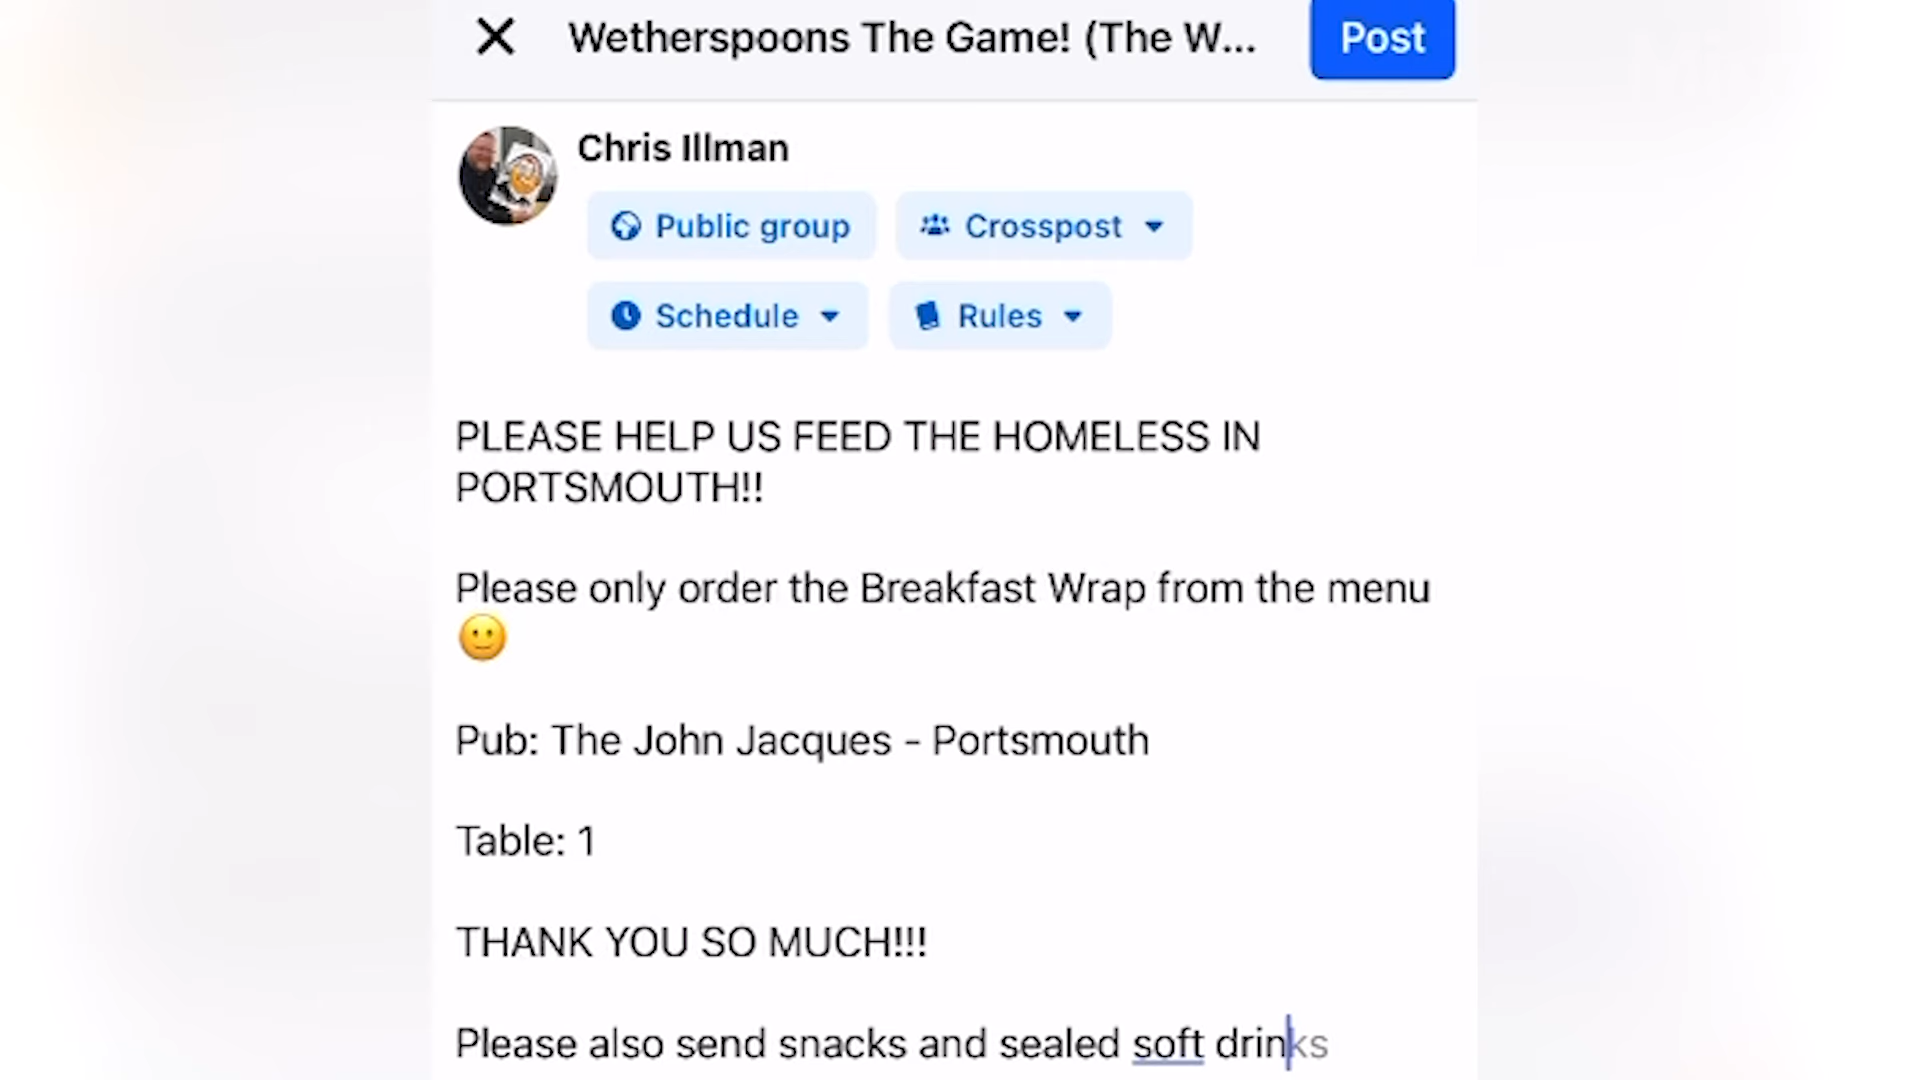 Wetherspoons The Game! (The W...
Post
Chris Illman
Public group
Crosspost
Schedule
Rules
PLEASE HELP US FEED THE HOMELESS IN
PORTSMOUTH!!
Please only order the Breakfast Wrap from the menu
🙂
Pub: The John Jacques - Portsmouth
Table: 1
THANK YOU SO MUCH!!!
Please also send snacks and sealed soft drinks